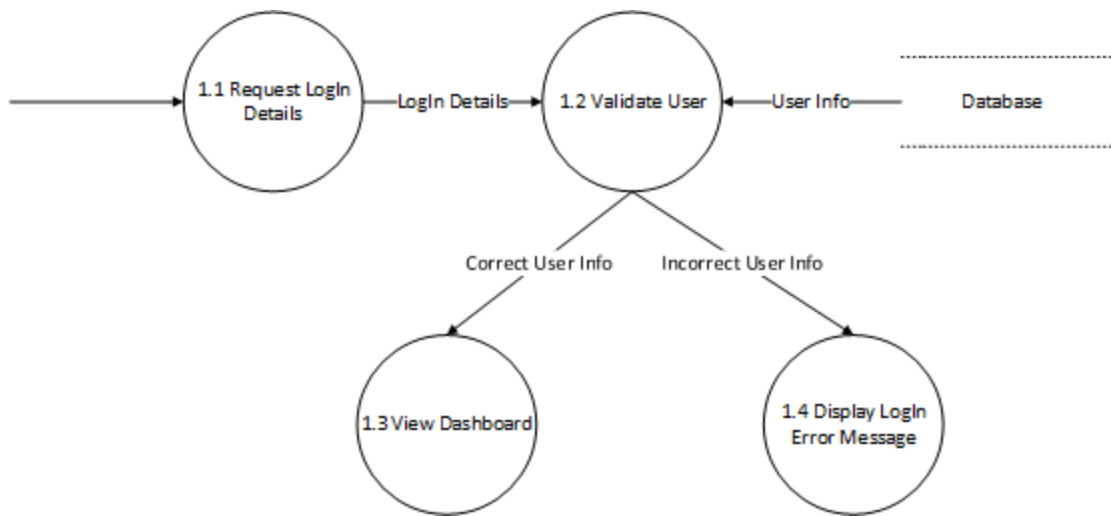 1.1 Request LogIn
Details
LogIn Details
1.2 Validate User
User Info
Database
Correct User Info
Incorrect User Info
1.3 View Dashboard
1.4 Display LogIn
Error Message